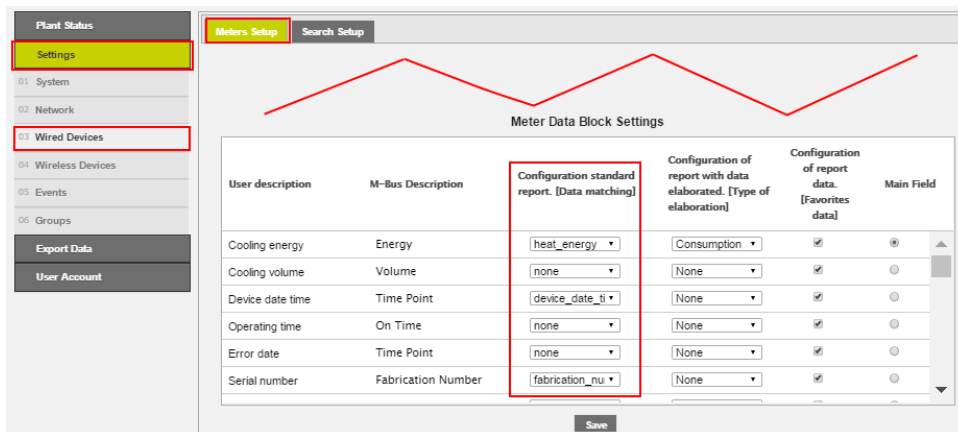 Plant Status
Settings
01 System
02 Network
03 Wired Devices
04 Wireless Devices
05 Events
06 Groups
Export Data
User Account
Meters Setup Search Setup
Meter Data Block Settings
User description
M-Bus Description
Configuration standard
report. [Data matching]
Configuration of
report with data
elaborated. [Type of
elaboration]
Configuration
of report
data.
[Favorites
data]
Main Field
Cooling energy Energy heat_energy Consumption
Cooling volume Volume none None
Device date time Time Point device_date_ti None
Operating time On Time none None
Error date Time Point none None
Serial number Fabrication Number fabrication_nu None
Save